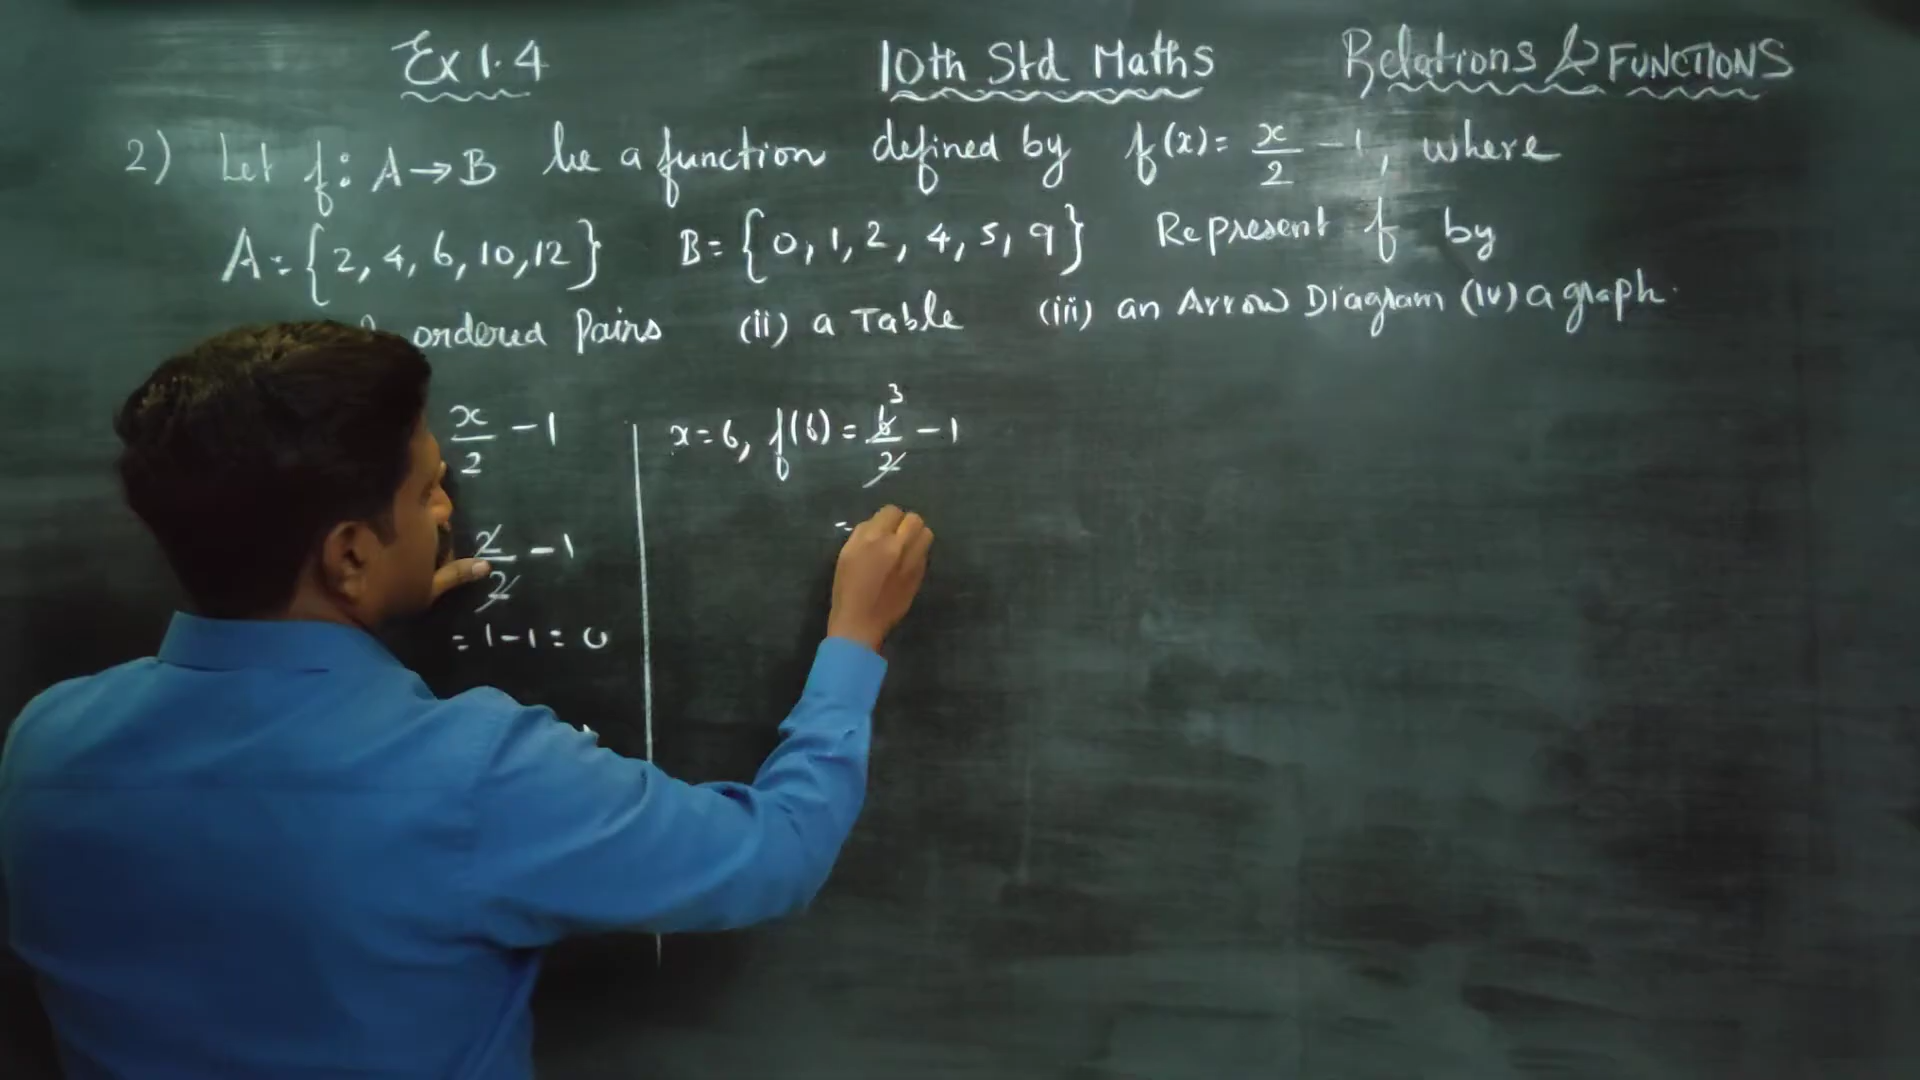 Ex 1.4
10th Std Maths
Relations & FUNCTIONS
2) Let f: A→B be a function defined by f(x)= x/2 -1, where
A={2, 4, 6, 10, 12} B={0, 1, 2, 4, 5, 9} Represent f by
ordered Pairs (ii) a Table (iii) an Arrow Diagram (iv) a graph.
x/2 -1
2/2 -1
= 1-1 = 0
x=6, f(6) = 6/2 -1
3
=